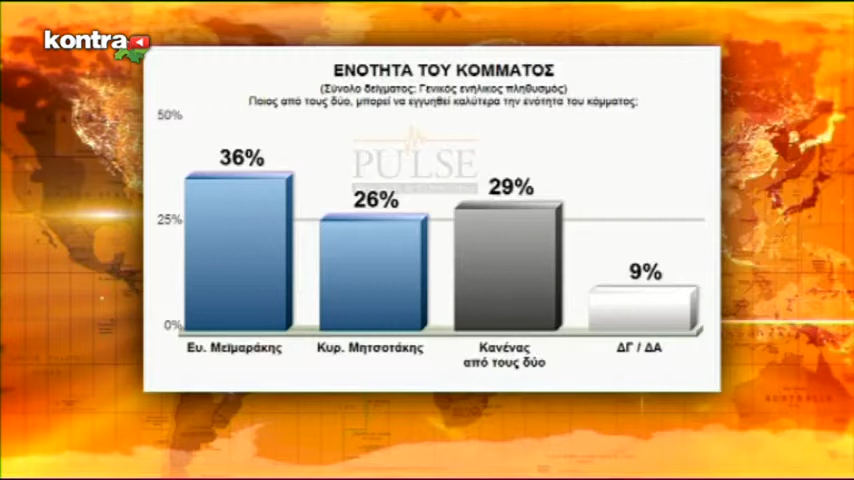 kontra
ΕΝΟΤΗΤΑ ΤΟΥ ΚΟΜΜΑΤΟΣ
(Σύνολο δείγματος: Γενικός ενήλικος πληθυσμός)
Ποιος από τους δύο, μπορεί να εγγυηθεί καλύτερα την ενότητα του κόμματος;
50%
PULSE
36%
26%
29%
25%
9%
0%
Ευ. Μεϊμαράκης
Κυρ. Μητσοτάκης
Κανένας
από τους δύο
ΔΓ / ΔΑ
AUSTRALIA